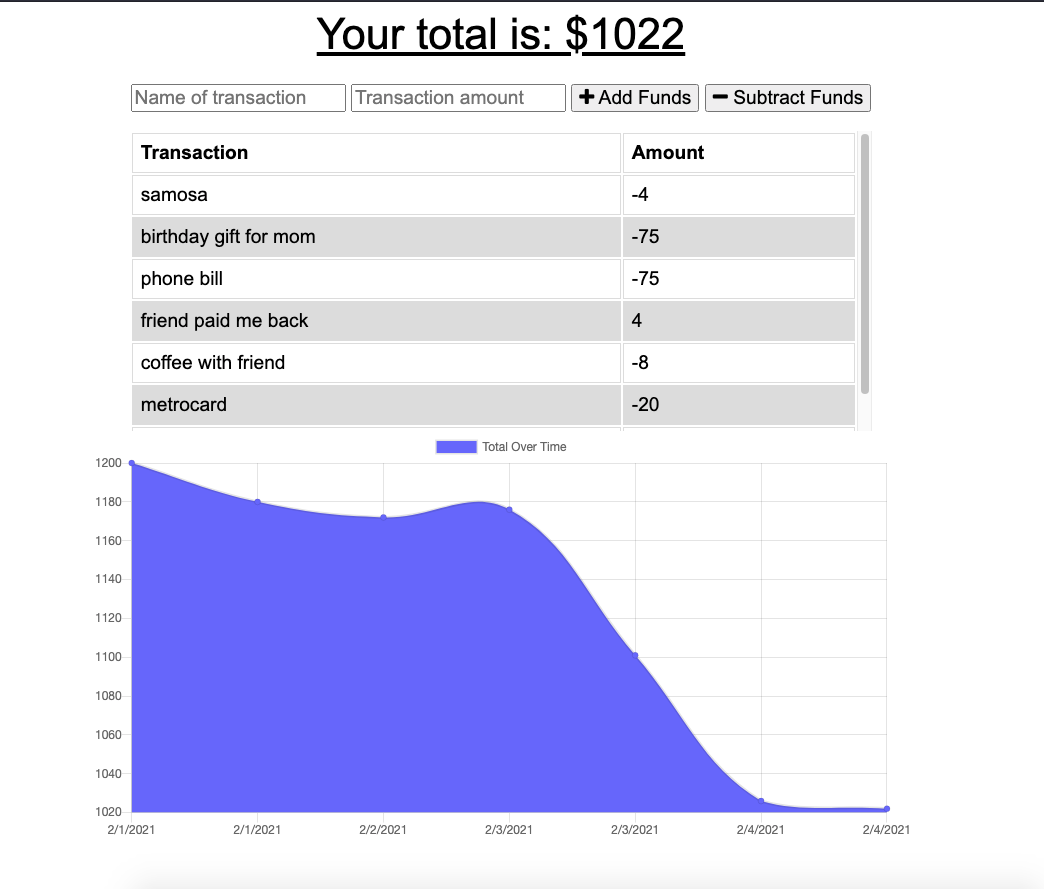 Your total is: $1022
Name of transaction Transaction amount + Add Funds − Subtract Funds
Transaction Amount
samosa -4
birthday gift for mom -75
phone bill -75
friend paid me back 4
coffee with friend -8
metrocard -20
Total Over Time
1200
1180
1160
1140
1120
1100
1080
1060
1040
1020
2/1/2021 2/1/2021 2/2/2021 2/3/2021 2/3/2021 2/4/2021 2/4/2021